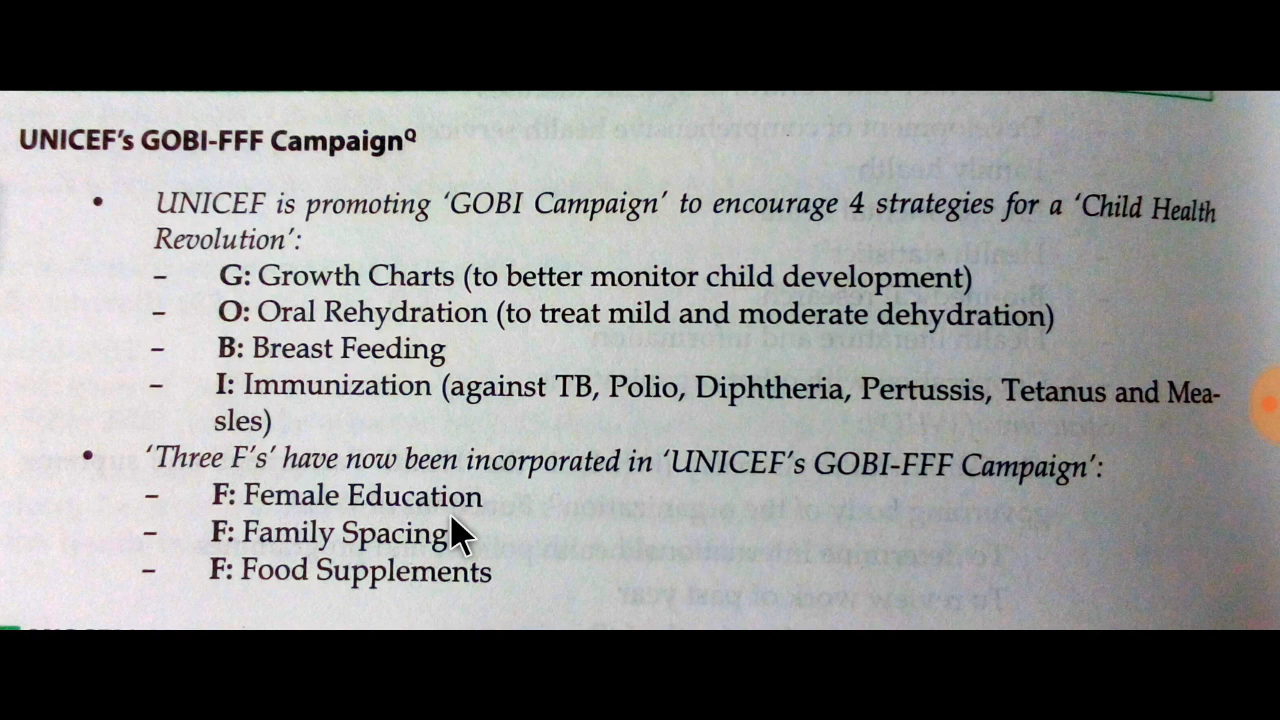 UNICEF's GOBI-FFF CampaignQ
• UNICEF is promoting 'GOBI Campaign' to encourage 4 strategies for a 'Child Health
Revolution':
– G: Growth Charts (to better monitor child development)
– O: Oral Rehydration (to treat mild and moderate dehydration)
– B: Breast Feeding
– I: Immunization (against TB, Polio, Diphtheria, Pertussis, Tetanus and Mea-
sles)
• 'Three F's' have now been incorporated in 'UNICEF's GOBI-FFF Campaign':
– F: Female Education
– F: Family Spacing
– F: Food Supplements